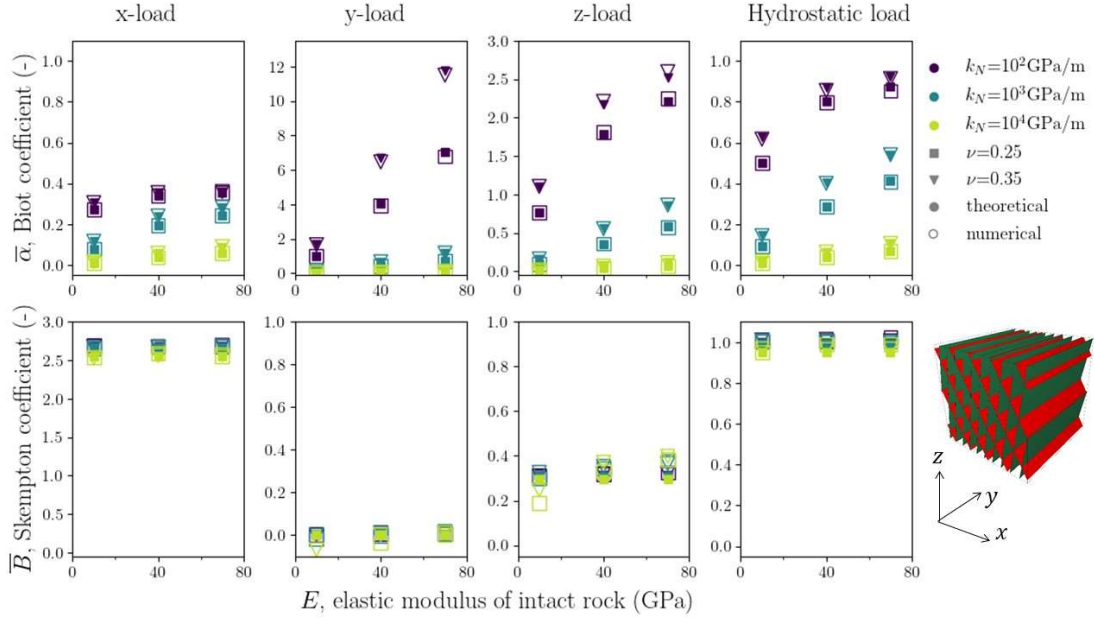 x-load y-load z-load Hydrostatic load
α̅, Biot coefficient (-)
1.0
0.8
0.6
0.4
0.2
0.0
0 40 80
12
10
8
6
4
2
0
0 40 80
3.0
2.5
2.0
1.5
1.0
0.5
0.0
0 40 80
1.0
0.8
0.6
0.4
0.2
0.0
0 40 80
k_N=10²GPa/m
k_N=10³GPa/m
k_N=10⁴GPa/m
ν=0.25
ν=0.35
theoretical
numerical
B̅, Skempton coefficient (-)
3.0
2.5
2.0
1.5
1.0
0.5
0.0
0 40 80
1.0
0.8
0.6
0.4
0.2
0.0
0 40 80
1.0
0.8
0.6
0.4
0.2
0.0
0 40 80
1.0
0.8
0.6
0.4
0.2
0.0
0 40 80
z
y
x
E, elastic modulus of intact rock (GPa)